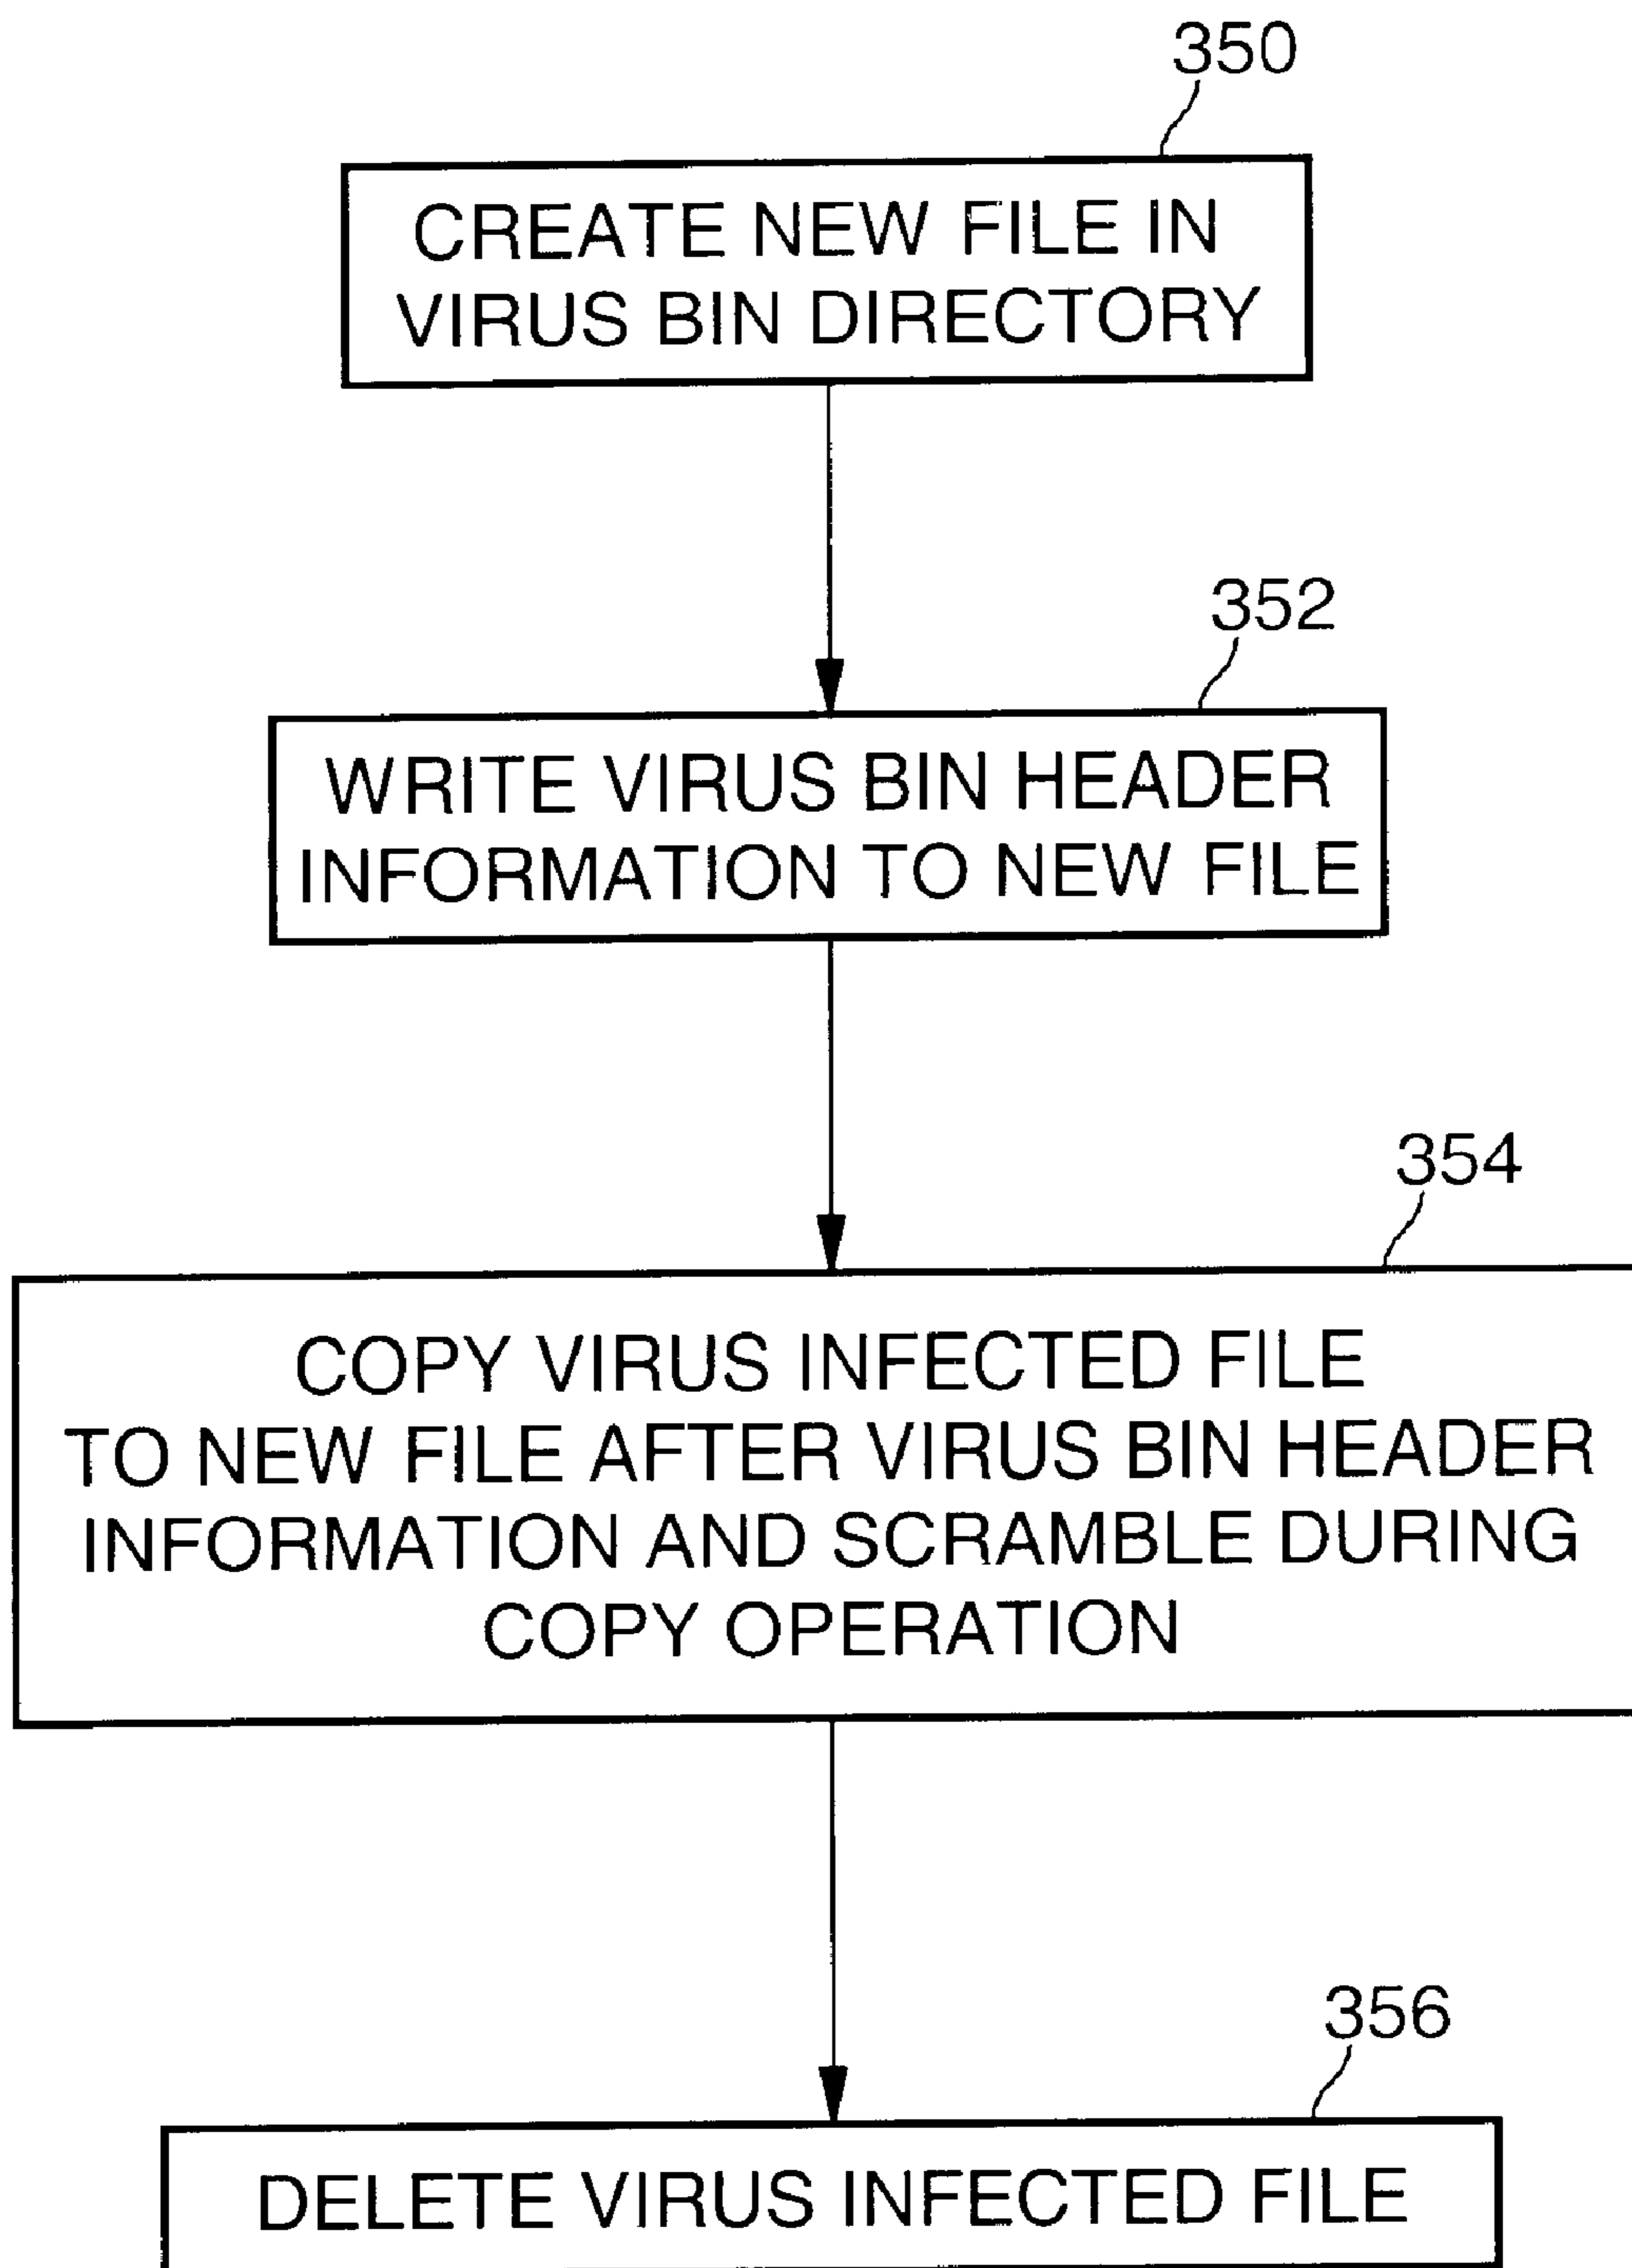 350
CREATE NEW FILE IN
VIRUS BIN DIRECTORY
352
WRITE VIRUS BIN HEADER
INFORMATION TO NEW FILE
354
COPY VIRUS INFECTED FILE
TO NEW FILE AFTER VIRUS BIN HEADER
INFORMATION AND SCRAMBLE DURING
COPY OPERATION
356
DELETE VIRUS INFECTED FILE